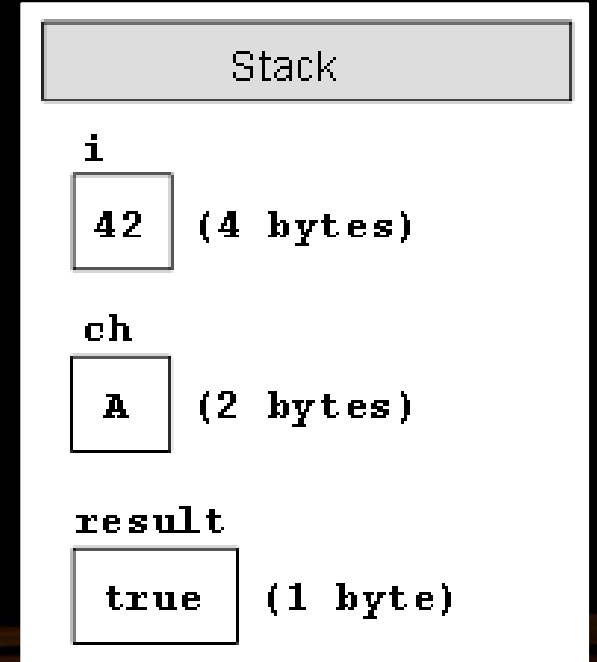 Stack
i
42 (4 bytes)
ch
A (2 bytes)
result
true (1 byte)